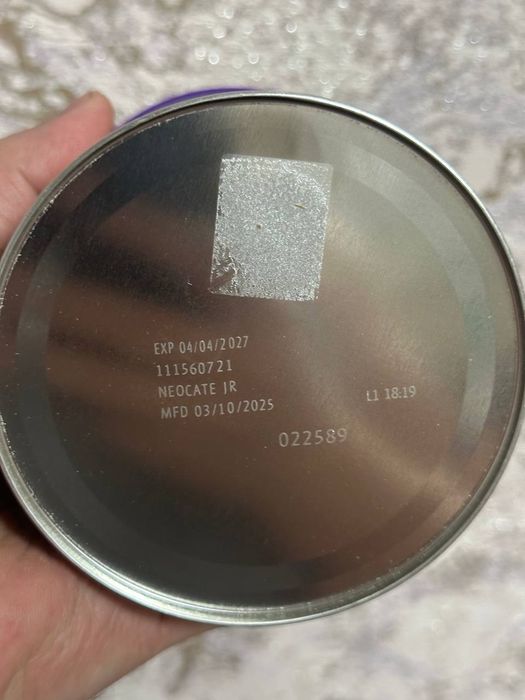 EXP 04/04/2027
111560721
NEOCATE JR
MFD 03/10/2025
L1 18:19
022589